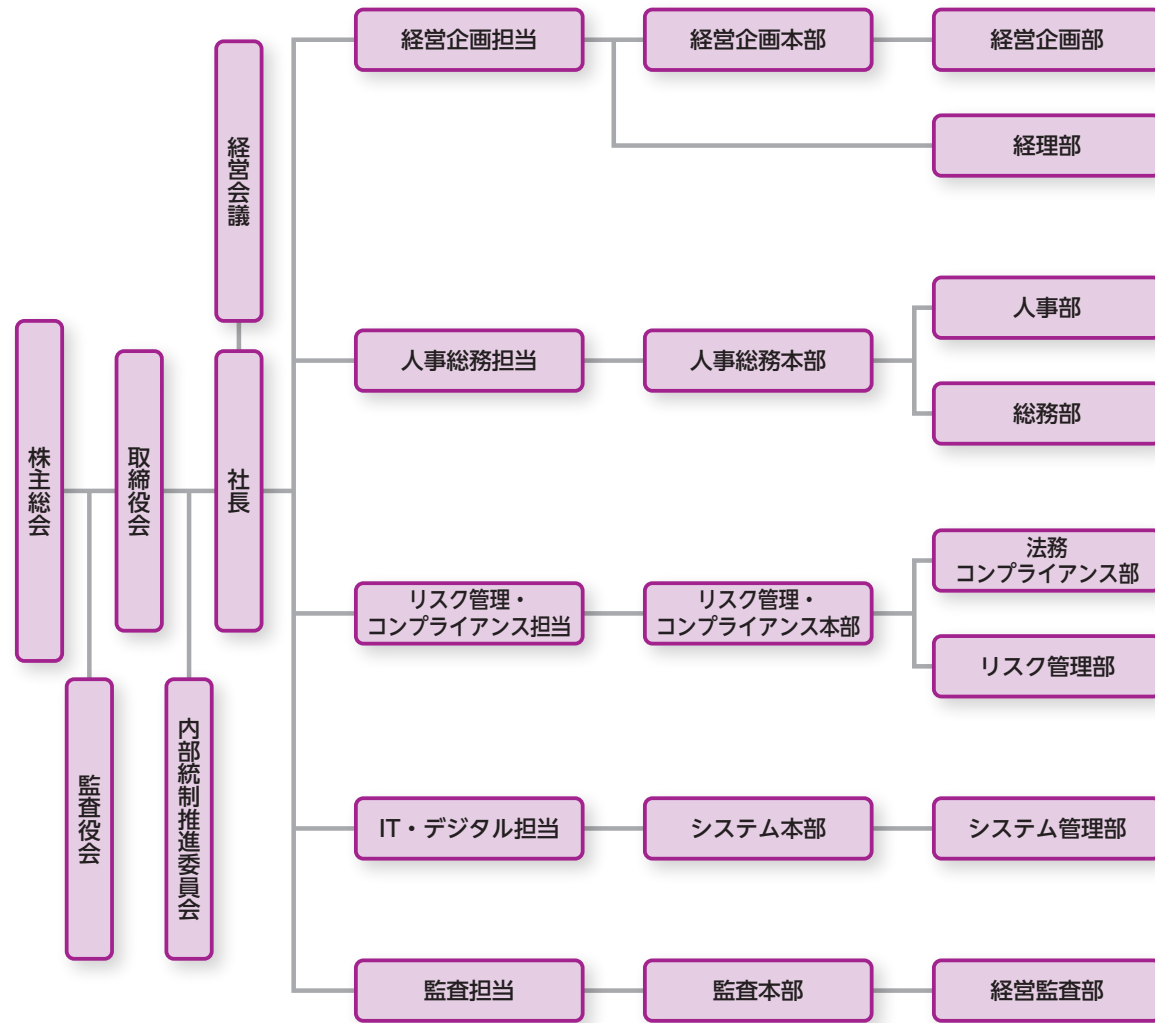 株主総会
監査役会
取締役会
内部統制推進委員会
経営会議
社長
経営企画担当
経営企画本部
経営企画部
経理部
人事総務担当
人事総務本部
人事部
総務部
リスク管理・
コンプライアンス担当
リスク管理・
コンプライアンス本部
法務
コンプライアンス部
リスク管理部
IT・デジタル担当
システム本部
システム管理部
監査担当
監査本部
経営監査部